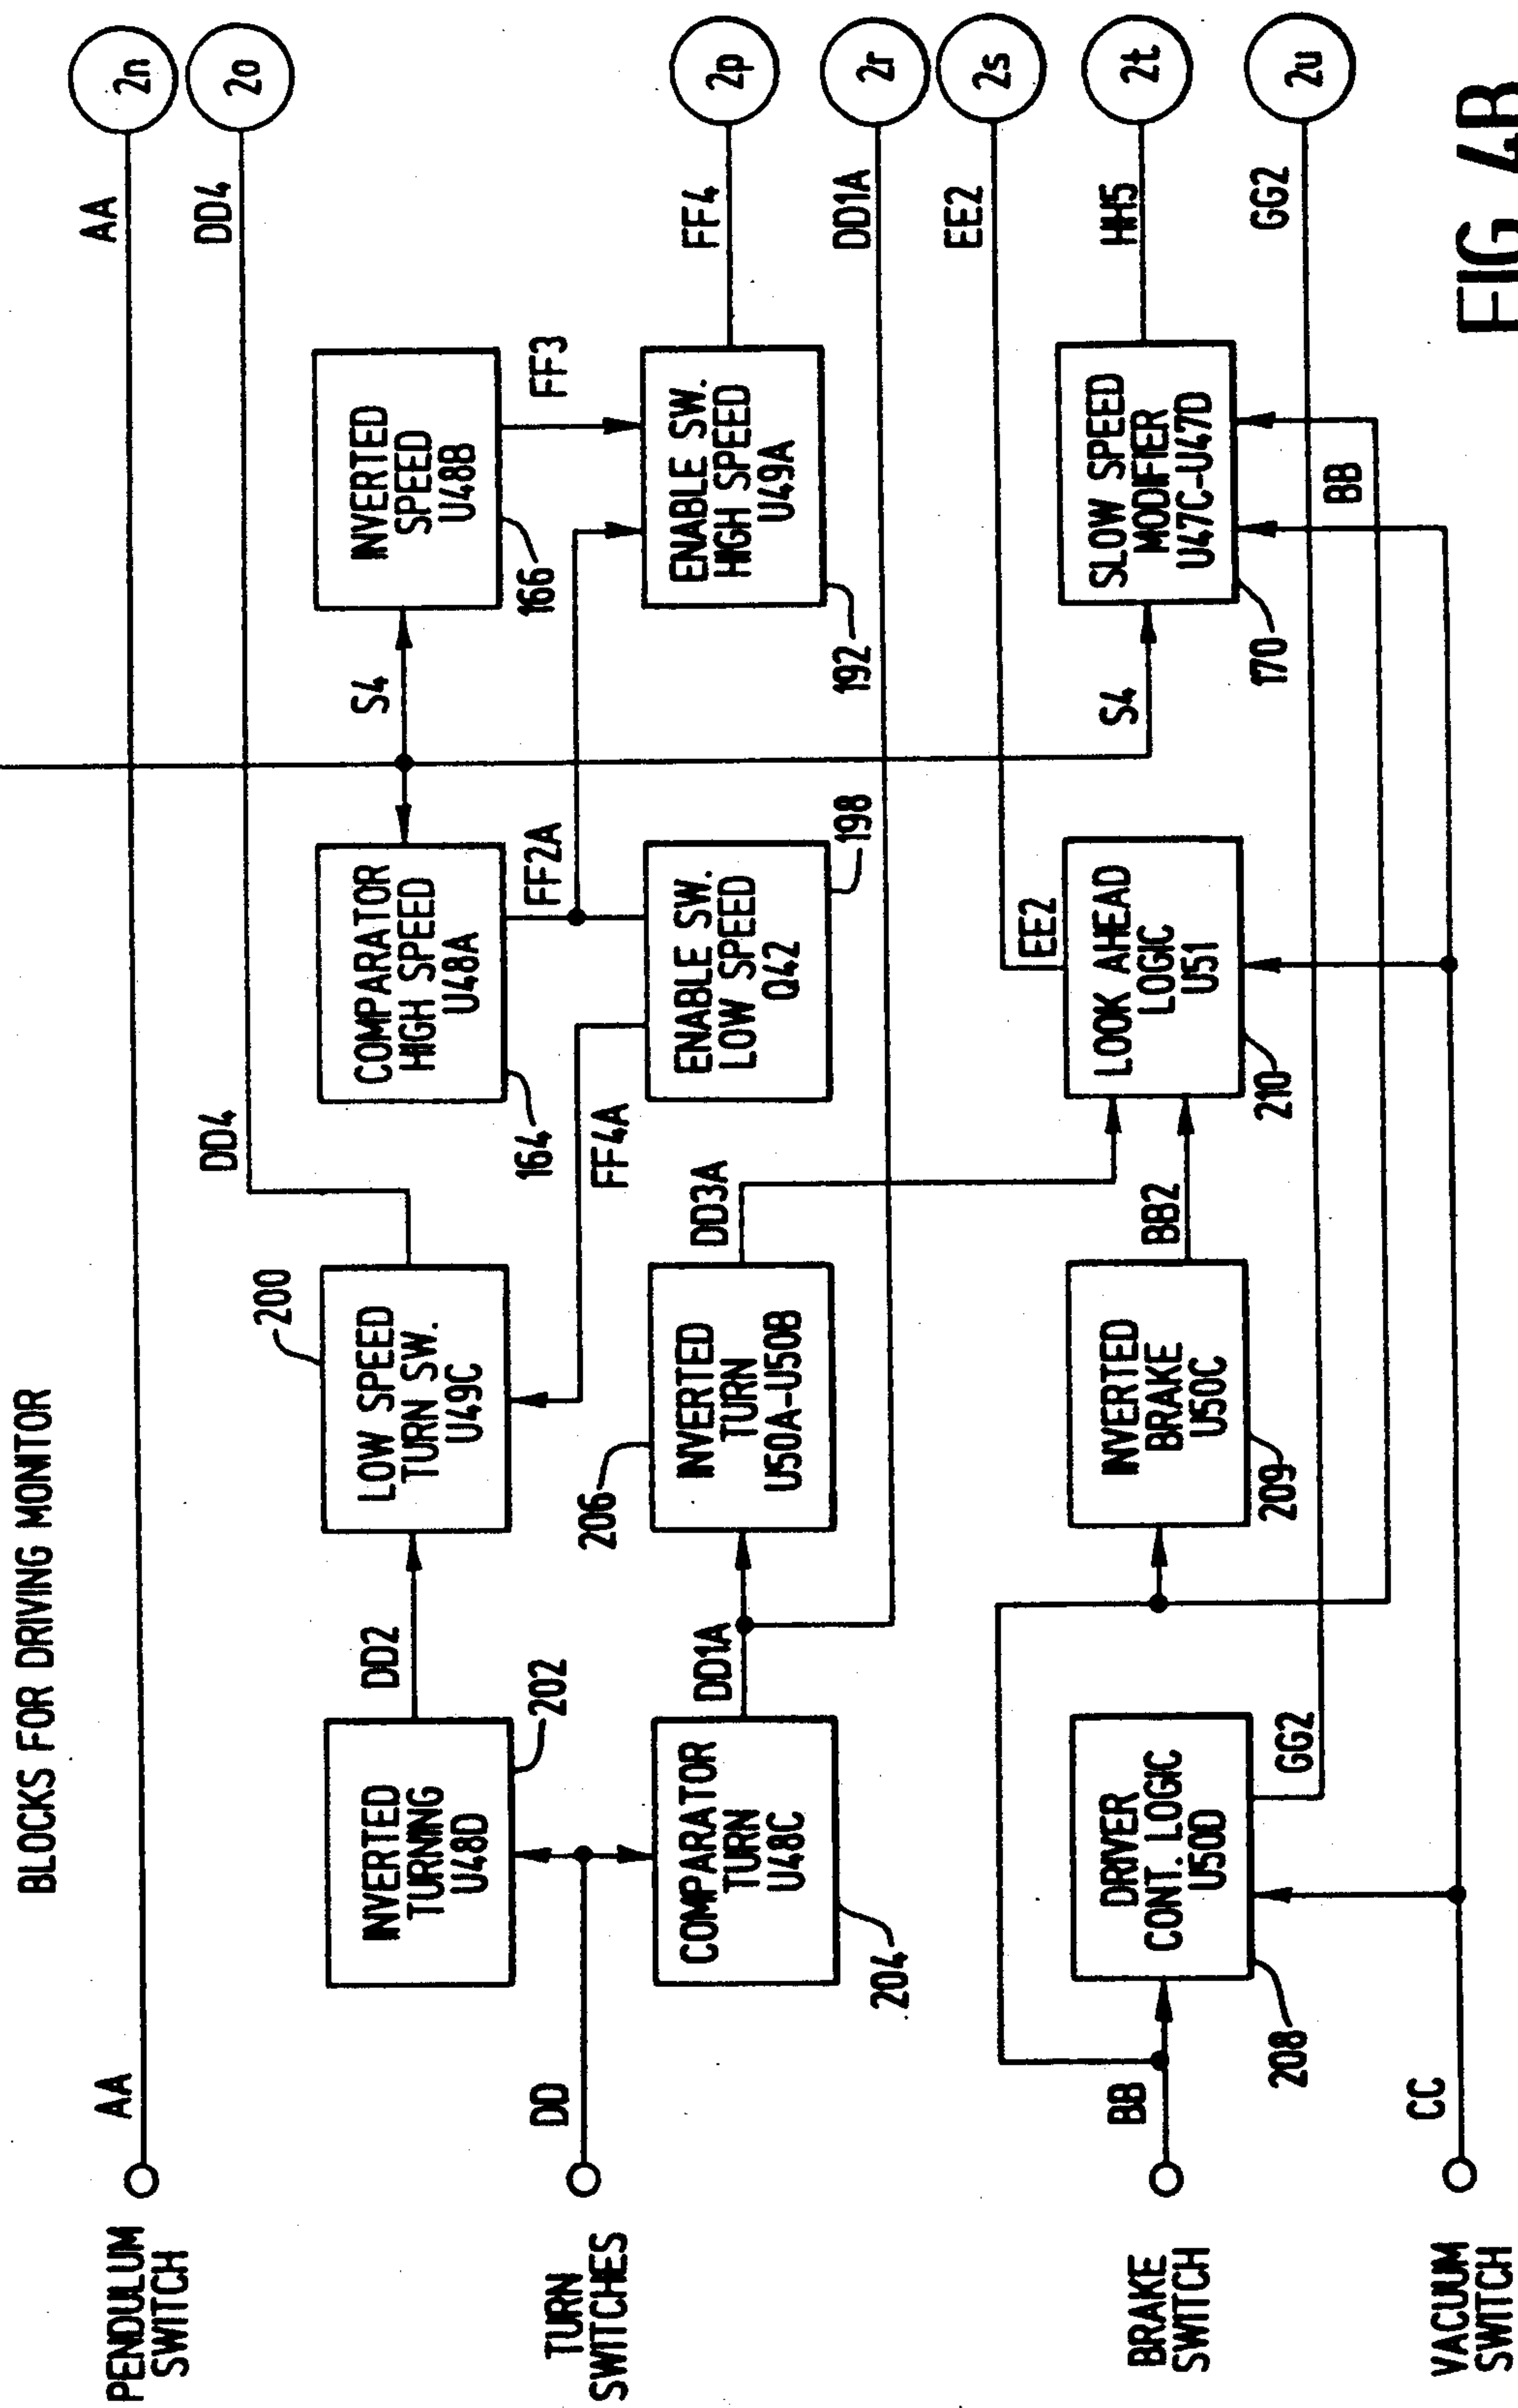 BLOCKS FOR DRIVING MONITOR
PENDULUM
SWITCH
AA
AA
2n
DD4
DD4
2o
TURN
SWITCHES
DD
INVERTED
TURNING
U48D
202
DD2
LOW SPEED
TURN SW.
U49C
200
COMPARATOR
HIGH SPEED
U48A
164
S4
INVERTED
SPEED
U48B
166
FF2A
FF3
FF4A
COMPARATOR
TURN
U48C
204
DD1A
INVERTED
TURN
U50A-U50B
206
DD3A
ENABLE SW.
LOW SPEED
Q42
198
ENABLE SW.
HIGH SPEED
U49A
192
FF4
2p
DD1A
2r
EE2
EE2
2s
BRAKE
SWITCH
BB
DRIVER
CONT. LOGIC
U50D
208
GG2
INVERTED
BRAKE
U50C
209
BB2
LOOK AHEAD
LOGIC
U51
210
S4
SLOW SPEED
MODIFIER
U47C-U47D
170
HH5
2t
GG2
2u
BB
VACUUM
SWITCH
CC
FIG. 4B